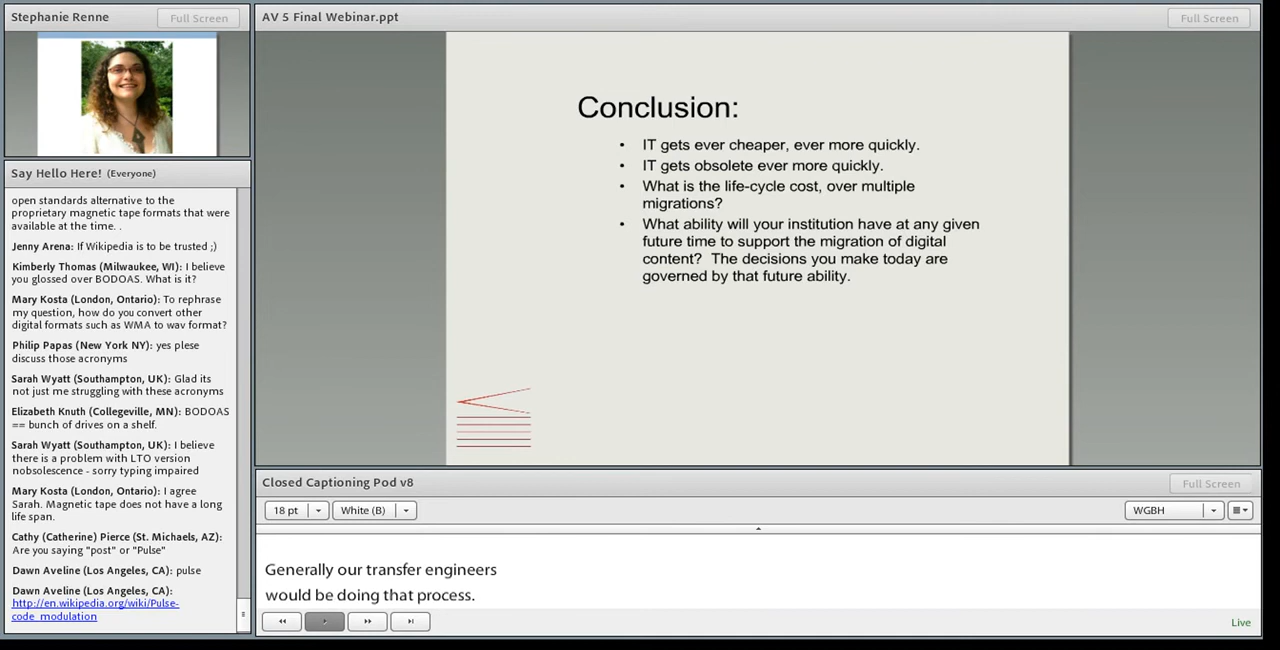 Stephanie Renne
Full Screen
Say Hello Here! (Everyone)
open standards alternative to the
proprietary magnetic tape formats that were
available at the time. .
Jenny Arena: If Wikipedia is to be trusted ;)
Kimberly Thomas (Milwaukee, WI): I believe
you glossed over BODOAS. What is it?
Mary Kosta (London, Ontario): To rephrase
my question, how do you convert other
digital formats such as WMA to wav format?
Philip Papas (New York NY): yes plese
discuss those acronyms
Sarah Wyatt (Southampton, UK): Glad its
not just me struggling with these acronyms
Elizabeth Knuth (Collegeville, MN): BODOAS
== bunch of drives on a shelf.
Sarah Wyatt (Southampton, UK): I believe
there is a problem with LTO version
nobsolescence - sorry typing impaired
Mary Kosta (London, Ontario): I agree
Sarah. Magnetic tape does not have a long
life span.
Cathy (Catherine) Pierce (St. Michaels, AZ):
Are you saying "post" or "Pulse"
Dawn Aveline (Los Angeles, CA): pulse
Dawn Aveline (Los Angeles, CA):
http://en.wikipedia.org/wiki/Pulse-
code_modulation
AV 5 Final Webinar.ppt
Full Screen
Conclusion:
• IT gets ever cheaper, ever more quickly.
• IT gets obsolete ever more quickly.
• What is the life-cycle cost, over multiple
migrations?
• What ability will your institution have at any given
future time to support the migration of digital
content? The decisions you make today are
governed by that future ability.
Closed Captioning Pod v8
Full Screen
18 pt
White (B)
WGBH
Generally our transfer engineers
would be doing that process.
Live